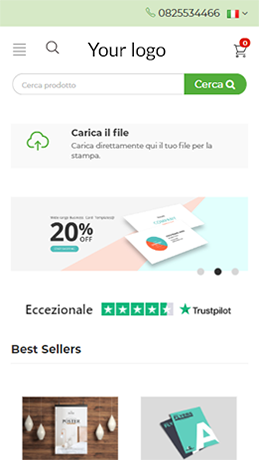 0825534466
Your logo
0
Cerca prodotto
Cerca
Carica il file
Carica direttamente qui il tuo file per la
stampa.
20%
OFF
Eccezionale
Trustpilot
Best Sellers
POSTER
FLYERS
A